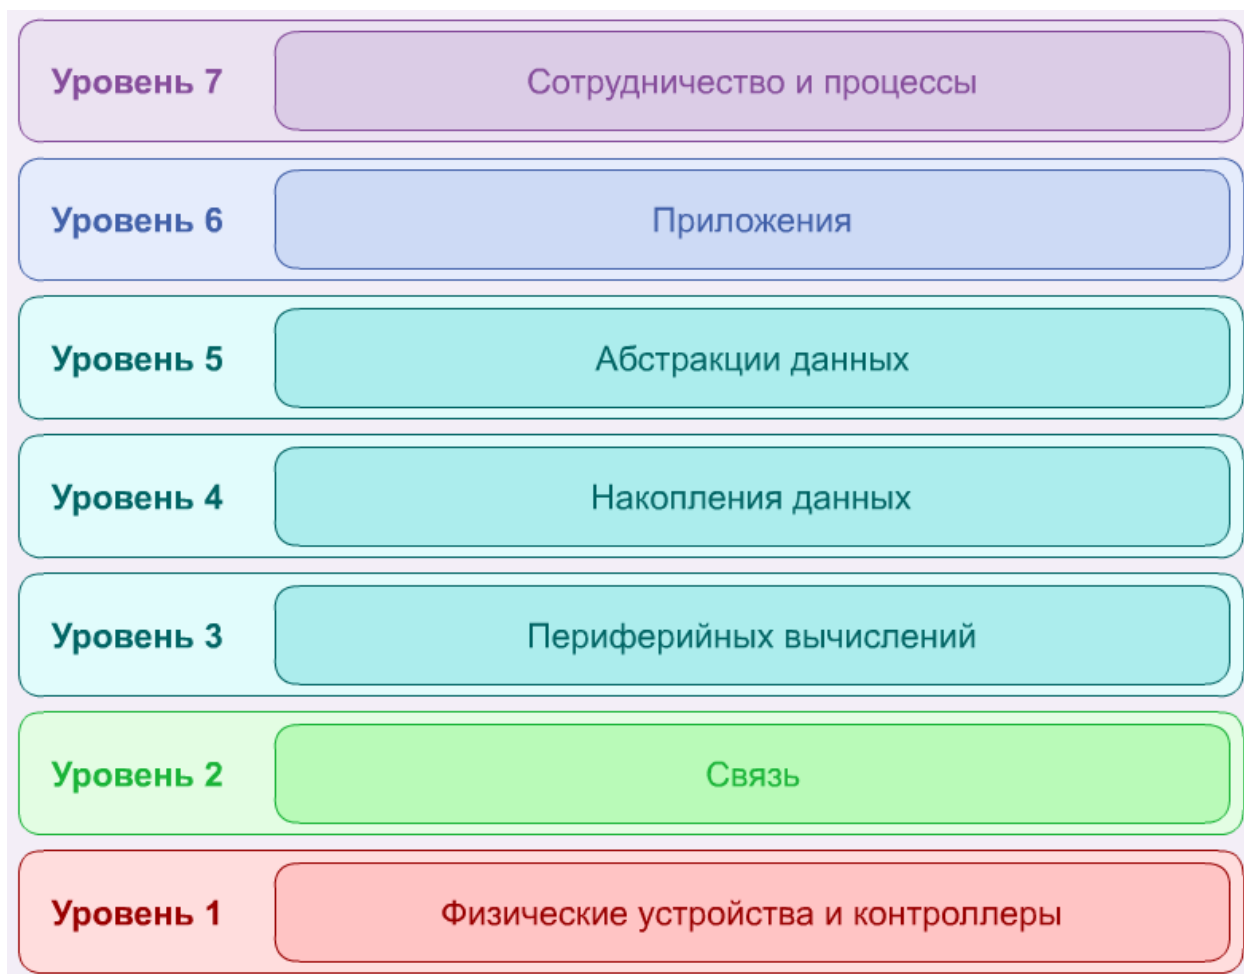 Уровень 7 Сотрудничество и процессы
Уровень 6 Приложения
Уровень 5 Абстракции данных
Уровень 4 Накопления данных
Уровень 3 Периферийных вычислений
Уровень 2 Связь
Уровень 1 Физические устройства и контроллеры